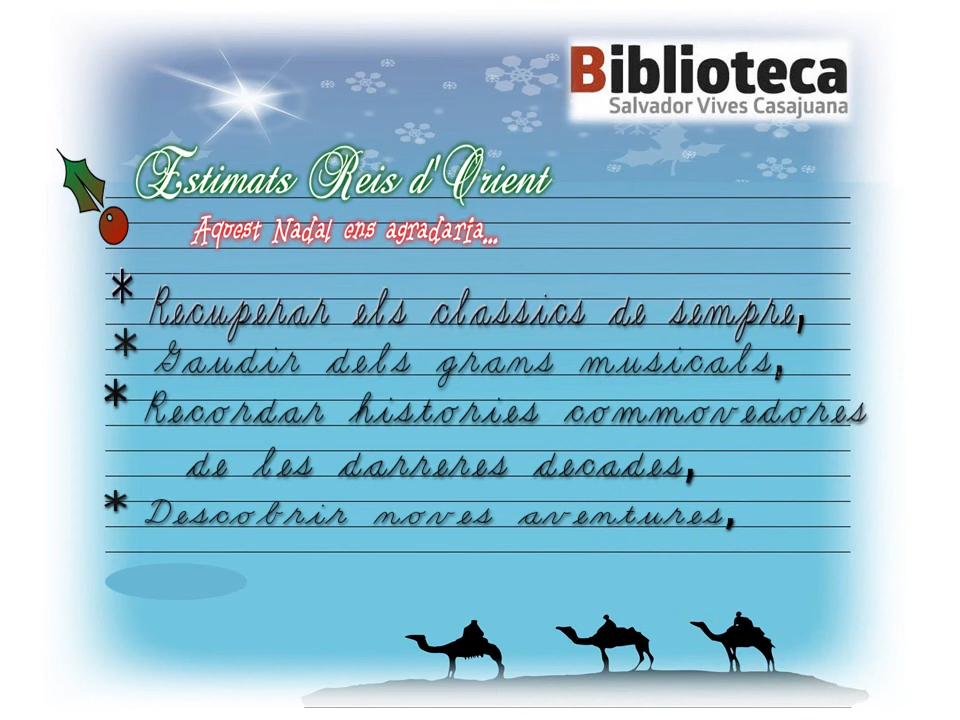 Biblioteca
Salvador Vives Casajuana
Estimats Reis d'Orient
Aquest Nadal ens agradaria...
* Recuperar els classics de sempre,
* Gaudir dels grans musicals,
* Recordar histories commovedores
de les darreres decades,
* Descobrir noves aventures,